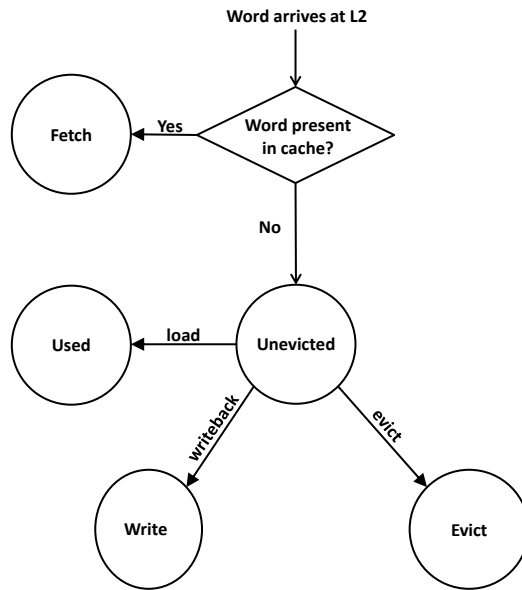 Word arrives at L2
Word present
in cache?
Yes
Fetch
No
Unevicted
load
Used
writeback
evict
Write
Evict